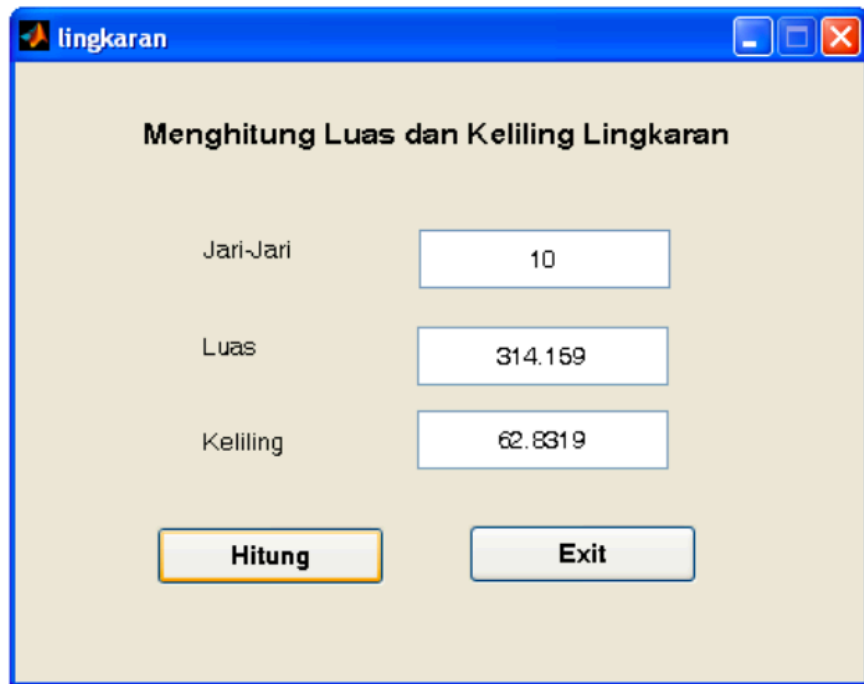 lingkaran
Menghitung Luas dan Keliling Lingkaran
Jari-Jari 10
Luas 314.159
Keliling 62.8319
Hitung Exit